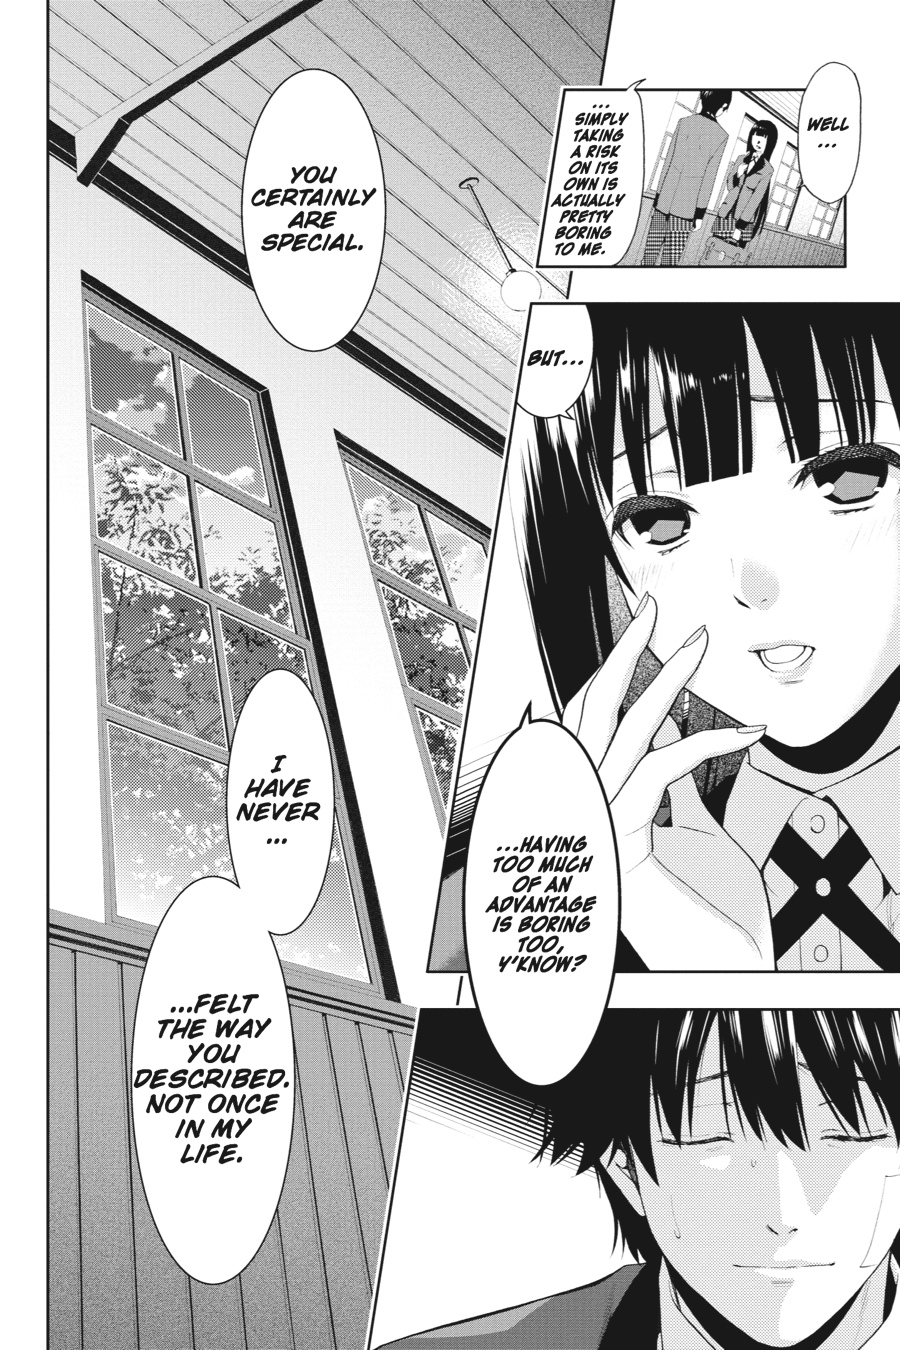 WELL
...
...
SIMPLY
TAKING
A RISK
ON ITS
OWN IS
ACTUALLY
PRETTY
BORING
TO ME.
BUT...
...HAVING
TOO MUCH
OF AN
ADVANTAGE
IS BORING
TOO,
Y'KNOW?
YOU
CERTAINLY
ARE
SPECIAL.
I
HAVE
NEVER
...
...FELT
THE WAY
YOU
DESCRIBED.
NOT ONCE
IN MY
LIFE.